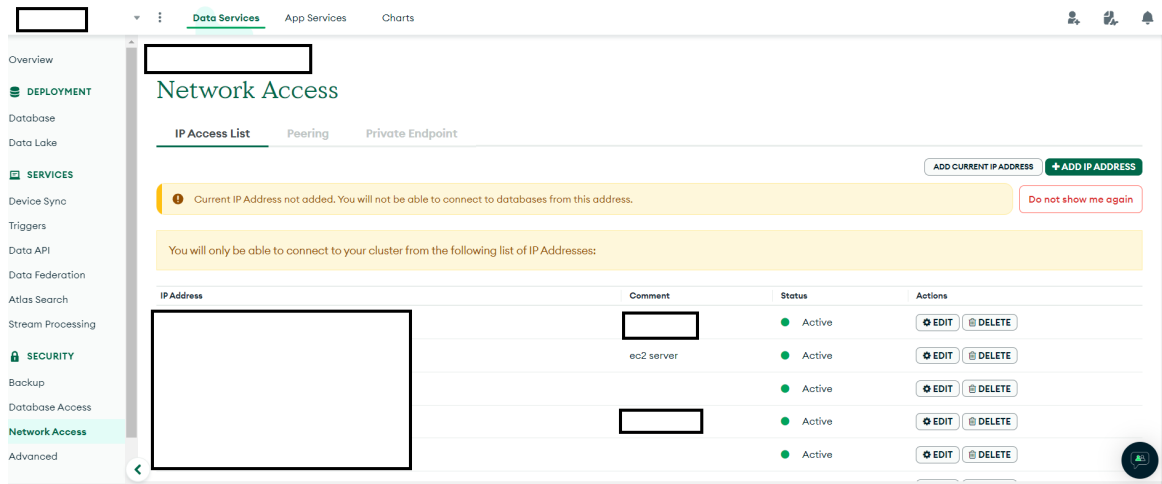 Data Services App Services Charts
Overview
DEPLOYMENT
Database
Data Lake
SERVICES
Device Sync
Triggers
Data API
Data Federation
Atlas Search
Stream Processing
SECURITY
Backup
Database Access
Network Access
Advanced
Network Access
IP Access List Peering Private Endpoint
ADD CURRENT IP ADDRESS + ADD IP ADDRESS
Current IP Address not added. You will not be able to connect to databases from this address. Do not show me again
You will only be able to connect to your cluster from the following list of IP Addresses:
IP Address Comment Status Actions
Active EDIT DELETE
ec2 server Active EDIT DELETE
Active EDIT DELETE
Active EDIT DELETE
Active EDIT DELETE